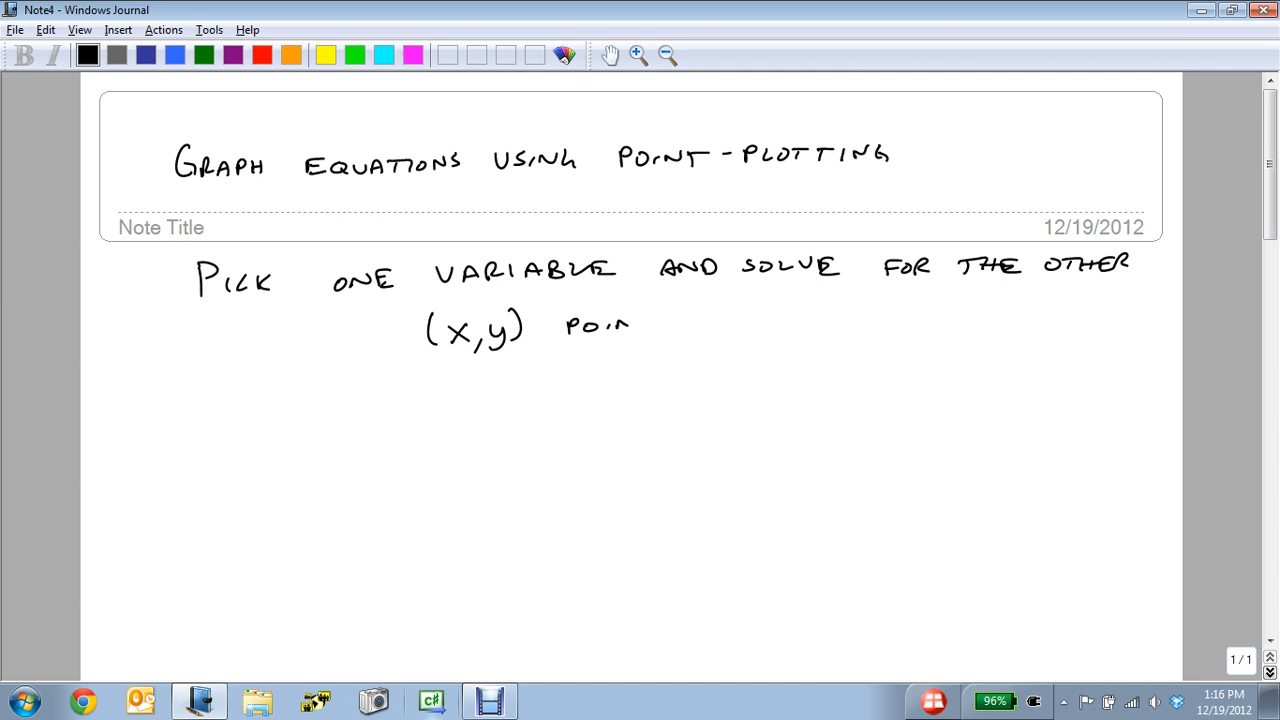 Note4 - Windows Journal
File Edit View Insert Actions Tools Help
B I
GRAPH EQUATIONS USING POINT-PLOTTING
Note Title 12/19/2012
PICK ONE VARIABLE AND SOLVE FOR THE OTHER
(x,y) POIN
1/1
C# 96% 1:16 PM
12/19/2012